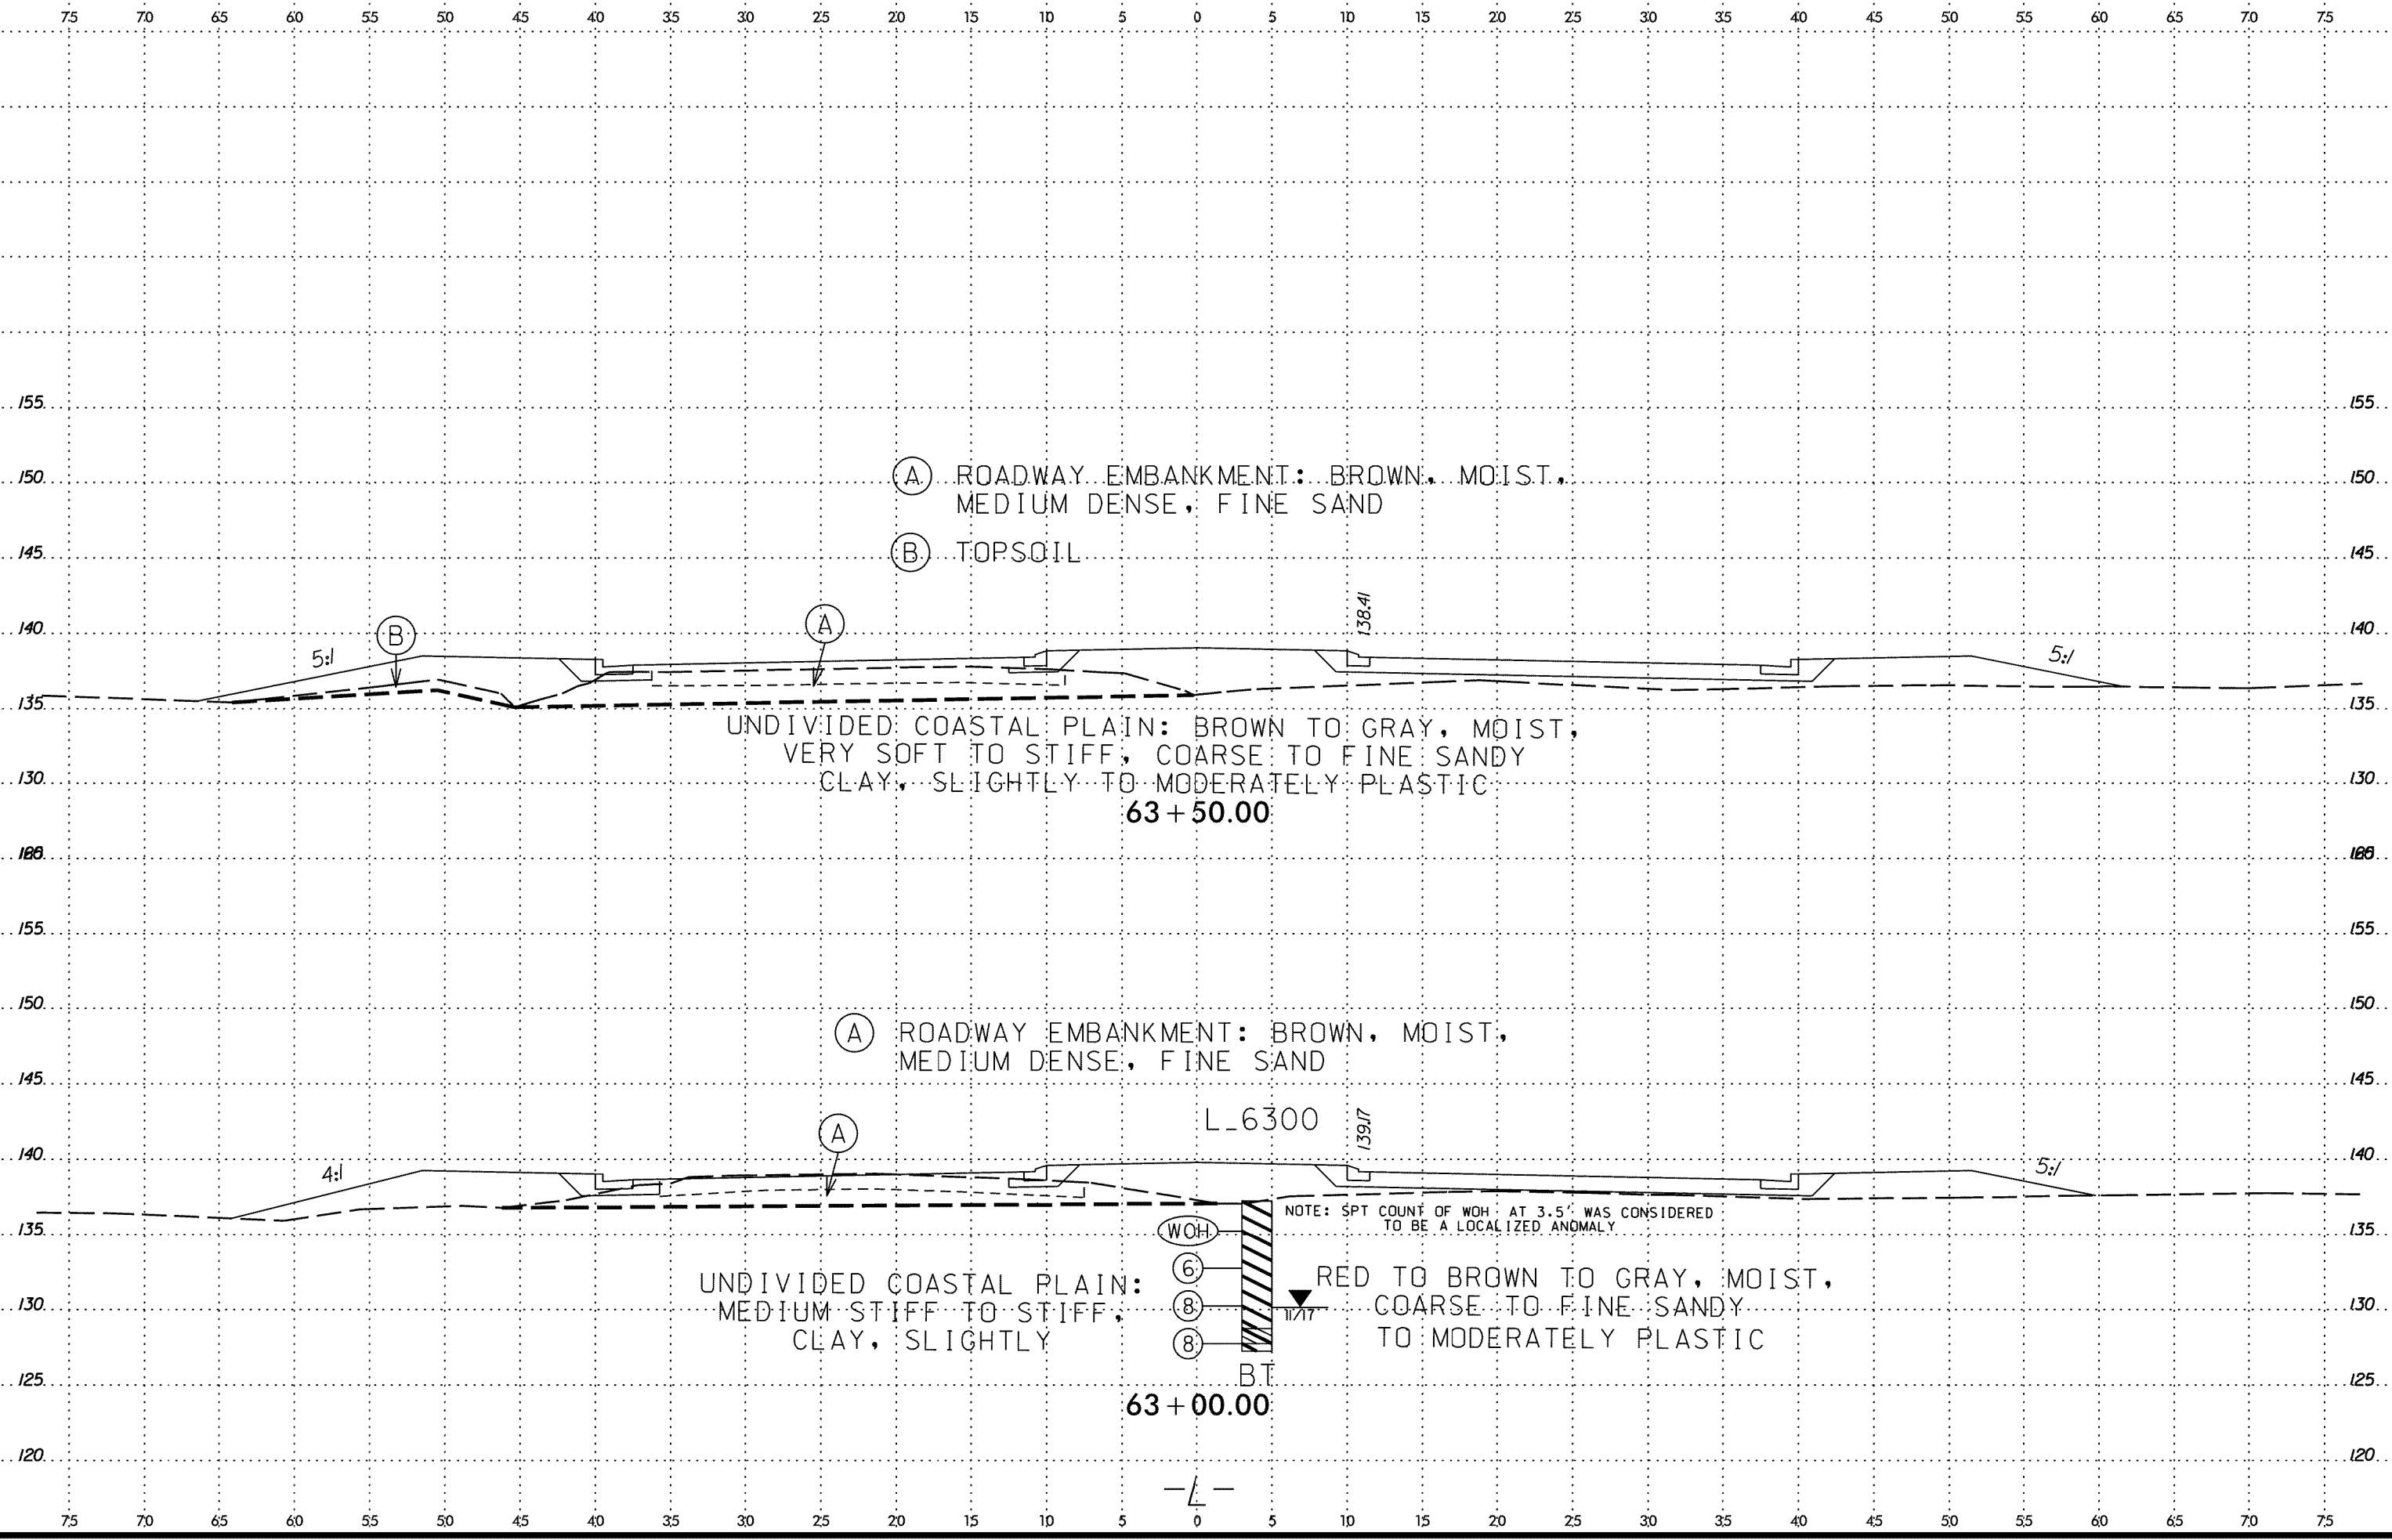 75 70 65 60 55 50 45 40 35 30 25 20 15 10 5 0 5 10 15 20 25 30 35 40 45 50 55 60 65 70 75
155 155
150 150
A ROADWAY EMBANKMENT: BROWN, MOIST,
MEDIUM DENSE, FINE SAND
145 145
B TOPSOIL
138.41
140 140
B A
5:1 5:1
135 135
UNDIVIDED COASTAL PLAIN: BROWN TO GRAY, MOIST,
VERY SOFT TO STIFF, COARSE TO FINE SANDY
CLAY, SLIGHTLY TO MODERATELY PLASTIC
130 130
63+50.00
155 155
150 150
A ROADWAY EMBANKMENT: BROWN, MOIST,
MEDIUM DENSE, FINE SAND
145 145
L_6300
139.17
A
140 140
4:1 5:1
NOTE: SPT COUNT OF WOH AT 3.5' WAS CONSIDERED
TO BE A LOCALIZED ANOMALY
135 135
WOH
6
8
8
UNDIVIDED COASTAL PLAIN: RED TO BROWN TO GRAY, MOIST,
MEDIUM STIFF TO STIFF, COARSE TO FINE SANDY
CLAY, SLIGHTLY TO MODERATELY PLASTIC
130 130
11/17
BT
125 125
63+00.00
120 120
-L-
75 70 65 60 55 50 45 40 35 30 25 20 15 10 5 0 5 10 15 20 25 30 35 40 45 50 55 60 65 70 75